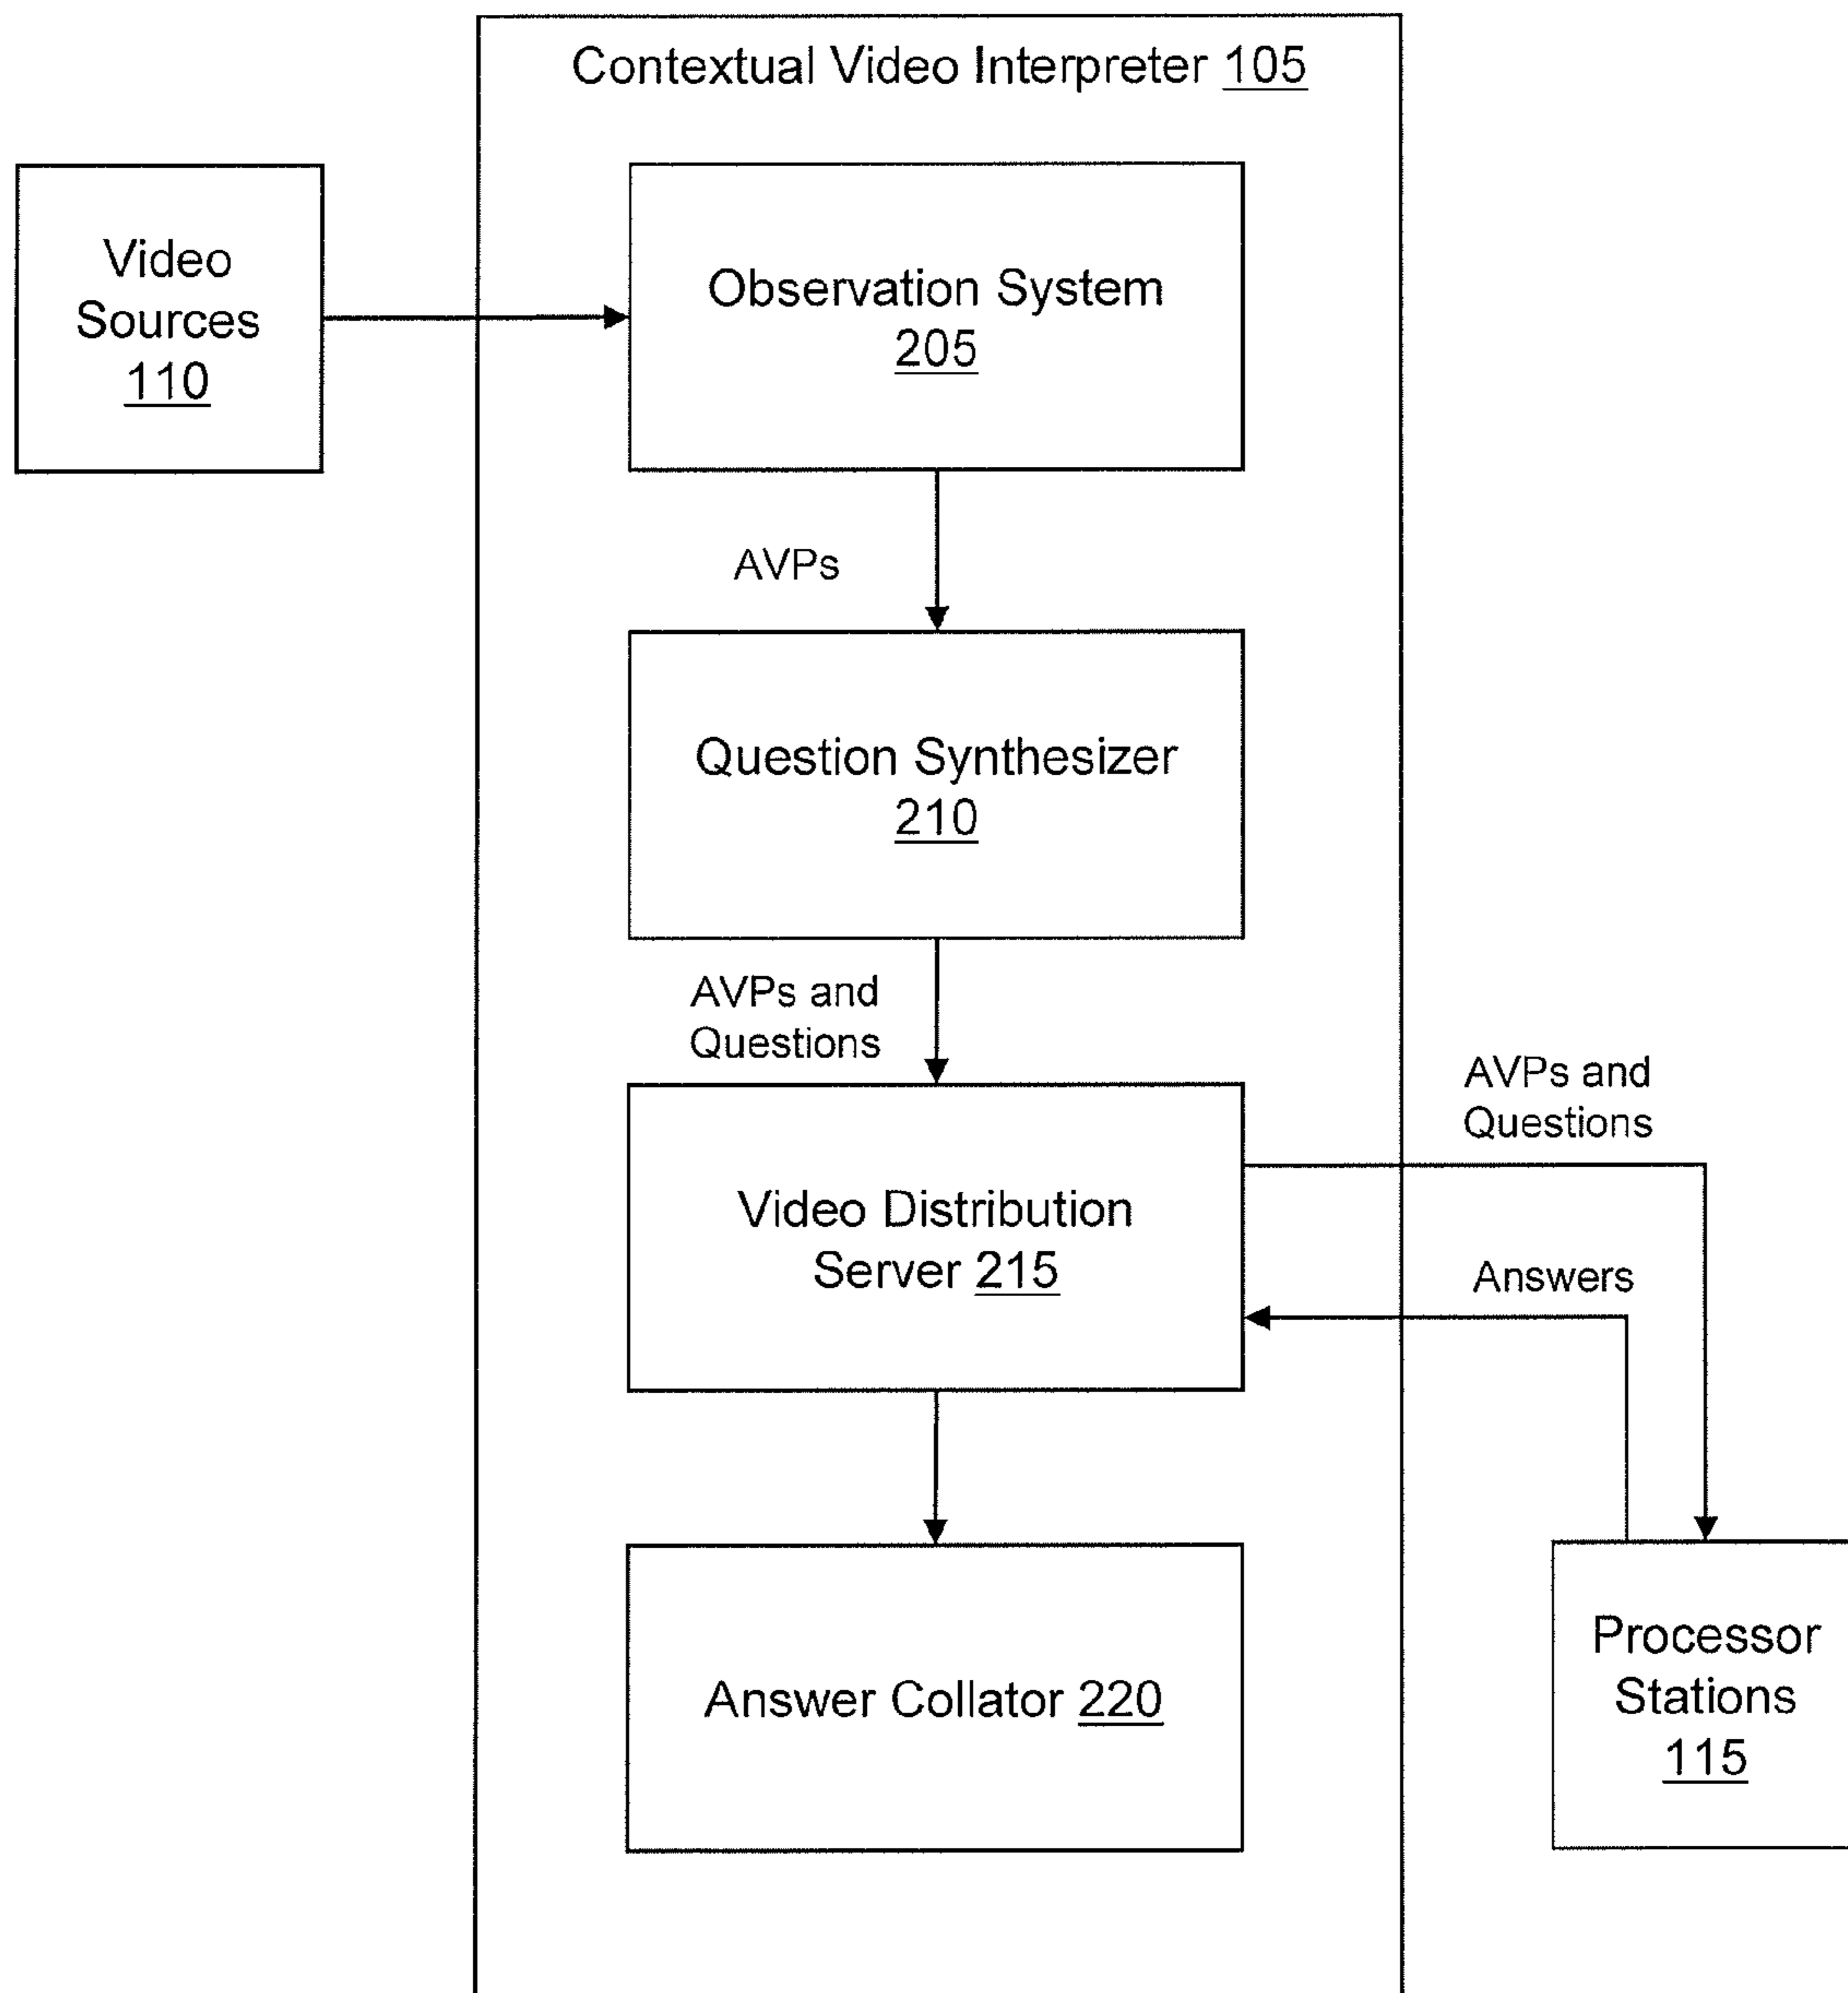 Contextual Video Interpreter 105
Video
Sources
110
Observation System
205
AVPs
Question Synthesizer
210
AVPs and
Questions
Video Distribution
Server 215
AVPs and
Questions
Answers
Answer Collator 220
Processor
Stations
115